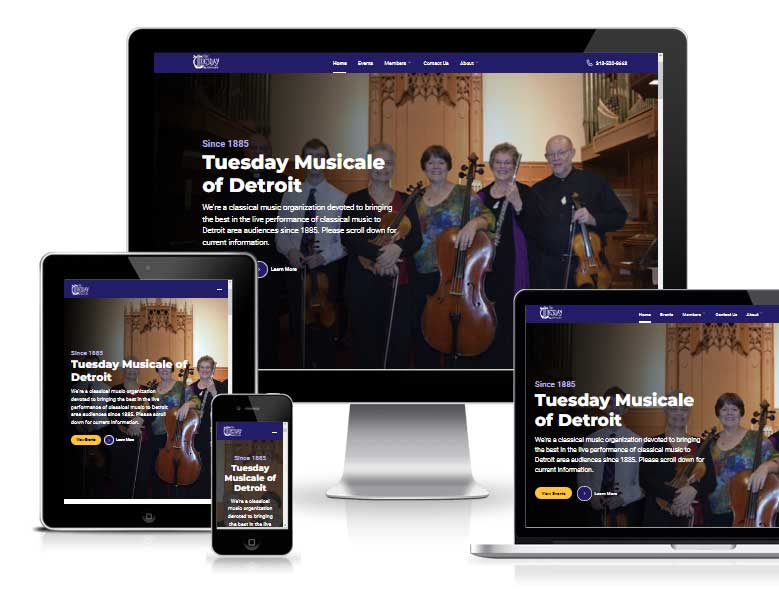 Tuesday
Home Events Members Contact Us About
Since 1885
Tuesday Musicale
of Detroit
We're a classical music organization devoted to bringing
the best in the live performance of classical music to
Detroit area audiences since 1885. Please scroll down for
current information.
Learn More
Since 1885
Tuesday Musicale of
Detroit
We're a classical music organization
devoted to bringing the best in the live
performance of classical music to Detroit
area audiences since 1885. Please scroll
down for current information.
View Events Learn More
Since 1885
Tuesday
Musicale of
Detroit
We're a classical
music organization
devoted to bringing
the best in the live
Home Events Members Contact Us About
Since 1885
Tuesday Musicale
of Detroit
We're a classical music organization devoted to bringing
the best in the live performance of classical music to
Detroit area audiences since 1885. Please scroll down for
current information.
View Events Learn More